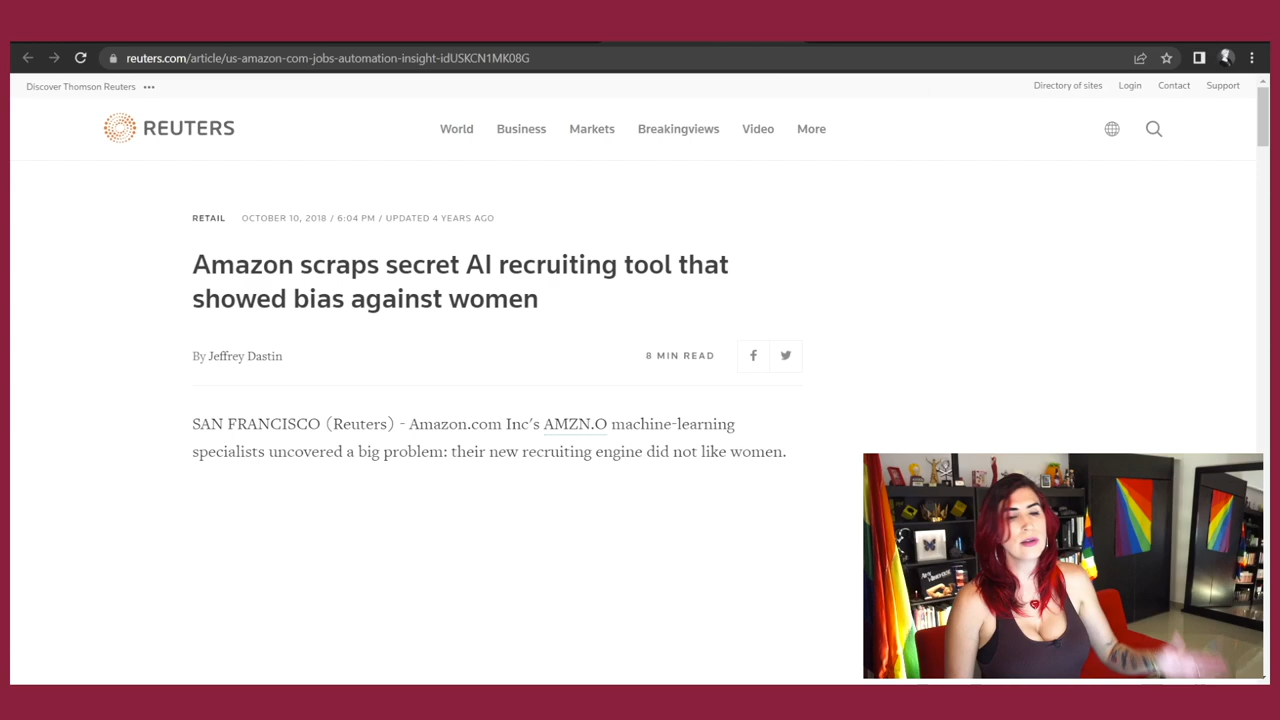 reuters.com/article/us-amazon-com-jobs-automation-insight-idUSKCN1MK08G
Discover Thomson Reuters •••
Directory of sites Login Contact Support
REUTERS
World Business Markets Breakingviews Video More
RETAIL OCTOBER 10, 2018 / 6:04 PM / UPDATED 4 YEARS AGO
Amazon scraps secret AI recruiting tool that
showed bias against women
By Jeffrey Dastin
8 MIN READ
SAN FRANCISCO (Reuters) - Amazon.com Inc's AMZN.O machine-learning
specialists uncovered a big problem: their new recruiting engine did not like women.